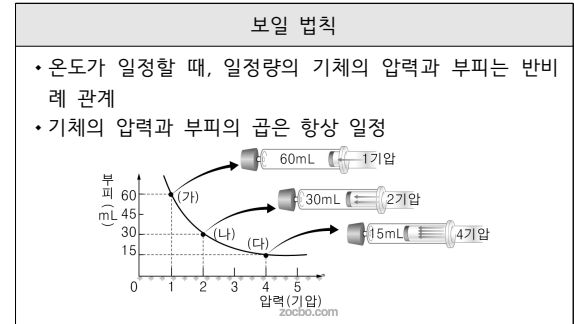 보일 법칙
• 온도가 일정할 때, 일정량의 기체의 압력과 부피는 반비
례 관계
• 기체의 압력과 부피의 곱은 항상 일정
60mL 1기압
부피(mL)
60
(가)
45
30mL 2기압
30
(나)
(다)
15mL 4기압
15
0 1 2 3 4 5
압력(기압)
zocbo.com